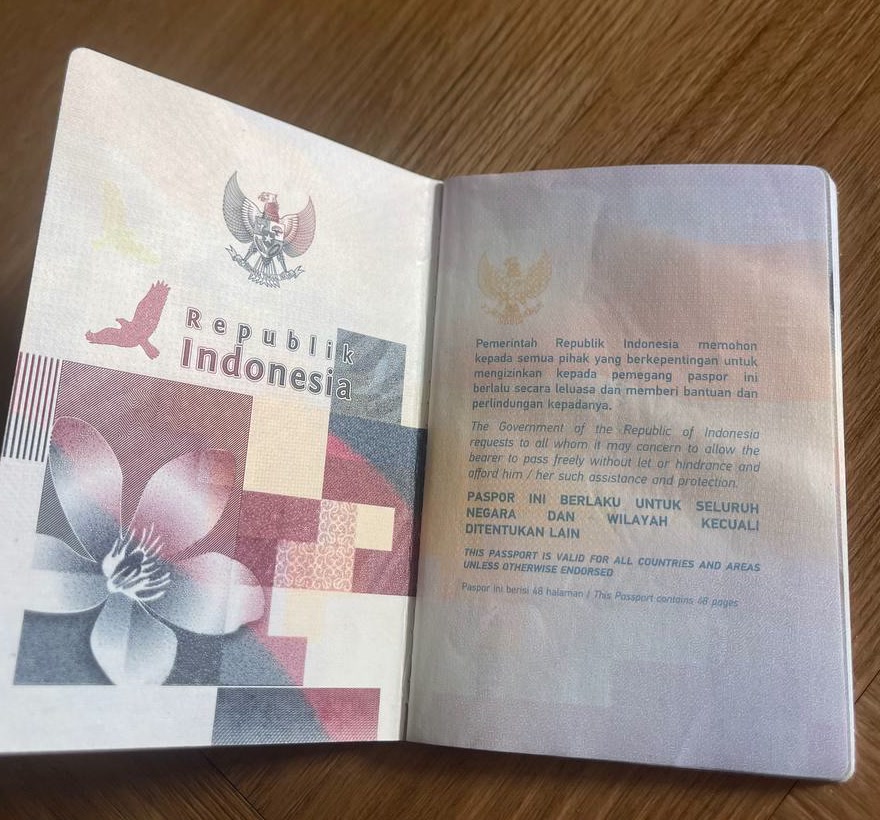 Republik
Indonesia
Pemerintah Republik Indonesia memohon
kepada semua pihak yang berkepentingan untuk
mengizinkan kepada pemegang paspor ini
berlalu secara leluasa dan memberi bantuan dan
perlindungan kepadanya.
The Government of the Republic of Indonesia
requests to all whom it may concern to allow the
bearer to pass freely without let or hindrance and
afford him / her such assistance and protection.
PASPOR INI BERLAKU UNTUK SELURUH
NEGARA DAN WILAYAH KECUALI
DITENTUKAN LAIN
THIS PASSPORT IS VALID FOR ALL COUNTRIES AND AREAS
UNLESS OTHERWISE ENDORSED
Paspor ini berisi 48 halaman / This Passport contains 48 pages